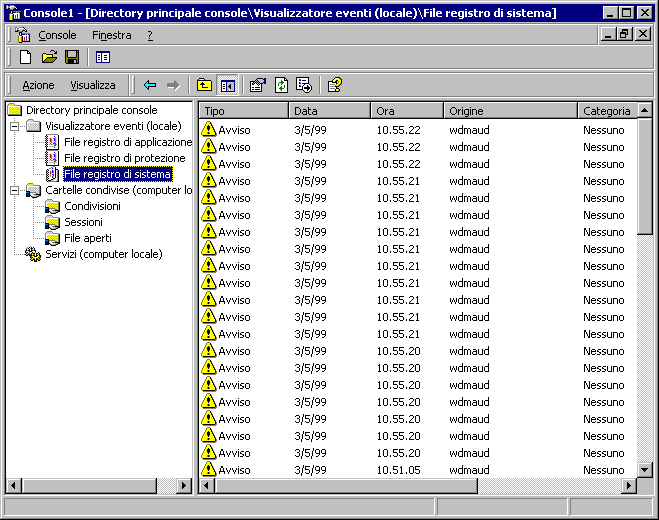 Console1 - [Directory principale console\Visualizzatore eventi (locale)\File registro di sistema]
Console Finestra ?
Azione Visualizza
Directory principale console
Visualizzatore eventi (locale)
File registro di applicazione
File registro di protezione
File registro di sistema
Cartelle condivise (computer lo
Condivisioni
Sessioni
File aperti
Servizi (computer locale)
Tipo Data Ora Origine Categoria
Avviso 3/5/99 10.55.22 wdmaud Nessuno
Avviso 3/5/99 10.55.22 wdmaud Nessuno
Avviso 3/5/99 10.55.22 wdmaud Nessuno
Avviso 3/5/99 10.55.21 wdmaud Nessuno
Avviso 3/5/99 10.55.21 wdmaud Nessuno
Avviso 3/5/99 10.55.21 wdmaud Nessuno
Avviso 3/5/99 10.55.21 wdmaud Nessuno
Avviso 3/5/99 10.55.21 wdmaud Nessuno
Avviso 3/5/99 10.55.21 wdmaud Nessuno
Avviso 3/5/99 10.55.21 wdmaud Nessuno
Avviso 3/5/99 10.55.21 wdmaud Nessuno
Avviso 3/5/99 10.55.21 wdmaud Nessuno
Avviso 3/5/99 10.55.21 wdmaud Nessuno
Avviso 3/5/99 10.55.20 wdmaud Nessuno
Avviso 3/5/99 10.55.20 wdmaud Nessuno
Avviso 3/5/99 10.55.20 wdmaud Nessuno
Avviso 3/5/99 10.55.20 wdmaud Nessuno
Avviso 3/5/99 10.55.20 wdmaud Nessuno
Avviso 3/5/99 10.55.20 wdmaud Nessuno
Avviso 3/5/99 10.55.20 wdmaud Nessuno
Avviso 3/5/99 10.51.05 wdmaud Nessuno